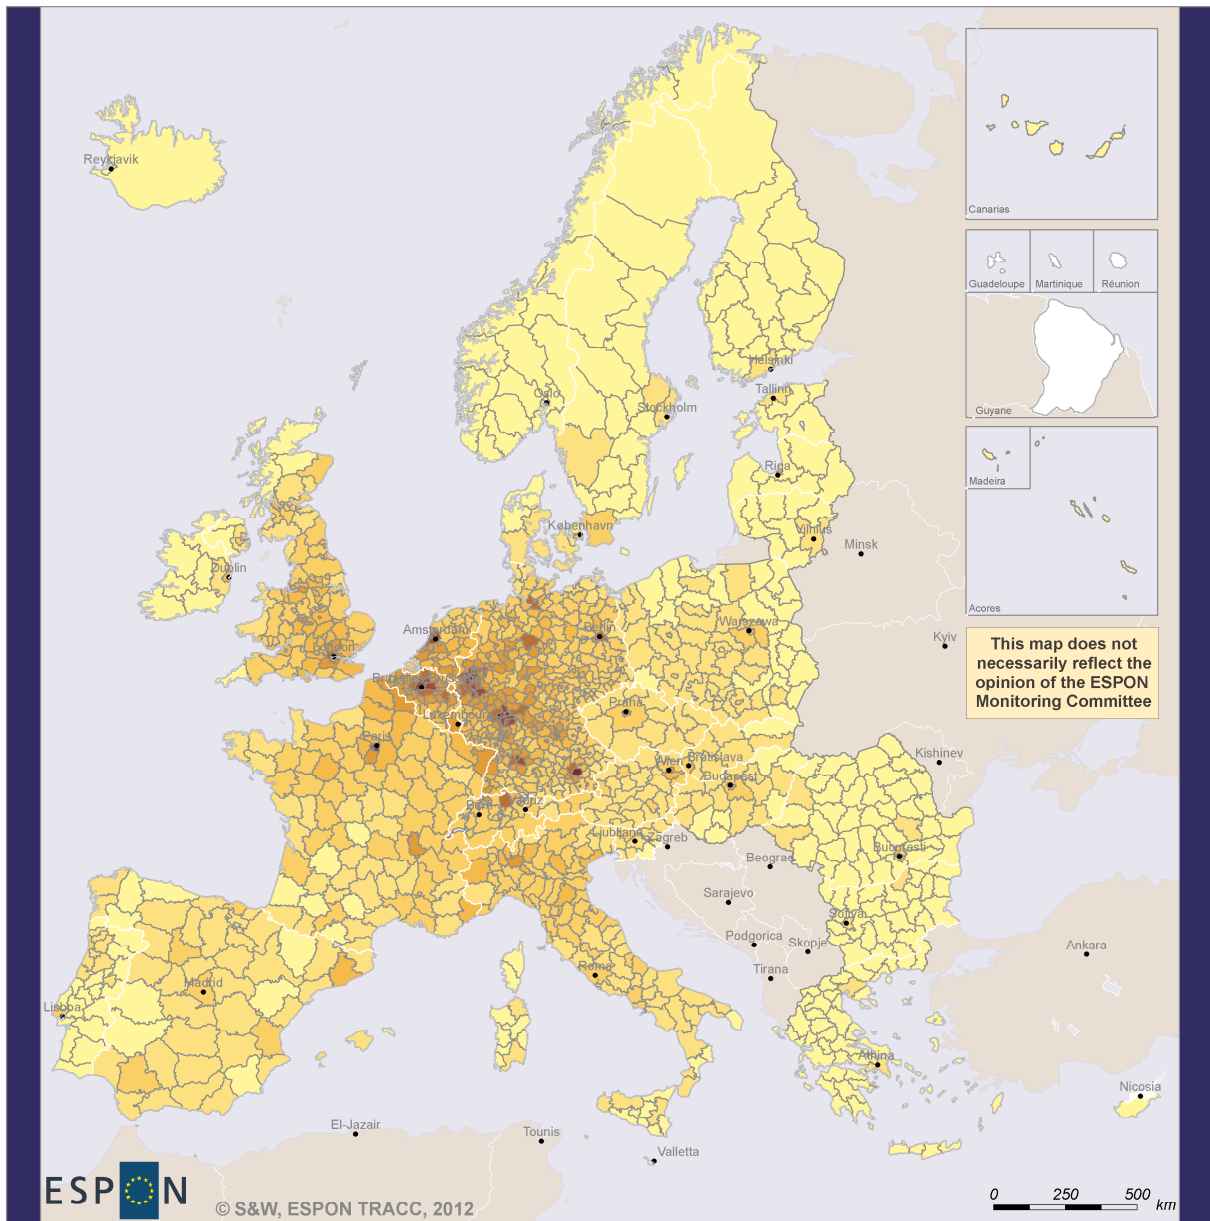 Reykjavik
Canarias
Guadeloupe
Martinique
Réunion
Guyane
Madeira
Acores
Helsinki
Tallinn
Oslo
Stockholm
Riga
København
Vilnius
Minsk
Dublin
Kyiv
This map does not
necessarily reflect the
opinion of the ESPON
Monitoring Committee
Amsterdam
Berlin
Warszawa
London
Praha
Luxembourg
Paris
Kishinev
Wien
Bratislava
Budapest
Bern
Ljubljana
Zagreb
Bucuresti
Beograd
Sarajevo
Sofiya
Podgorica
Skopje
Ankara
Roma
Tirana
Madrid
Lisboa
Athina
Nicosia
El-Jazair
Tounis
Valletta
ESPON
© S&W, ESPON TRACC, 2012
0 250 500
km